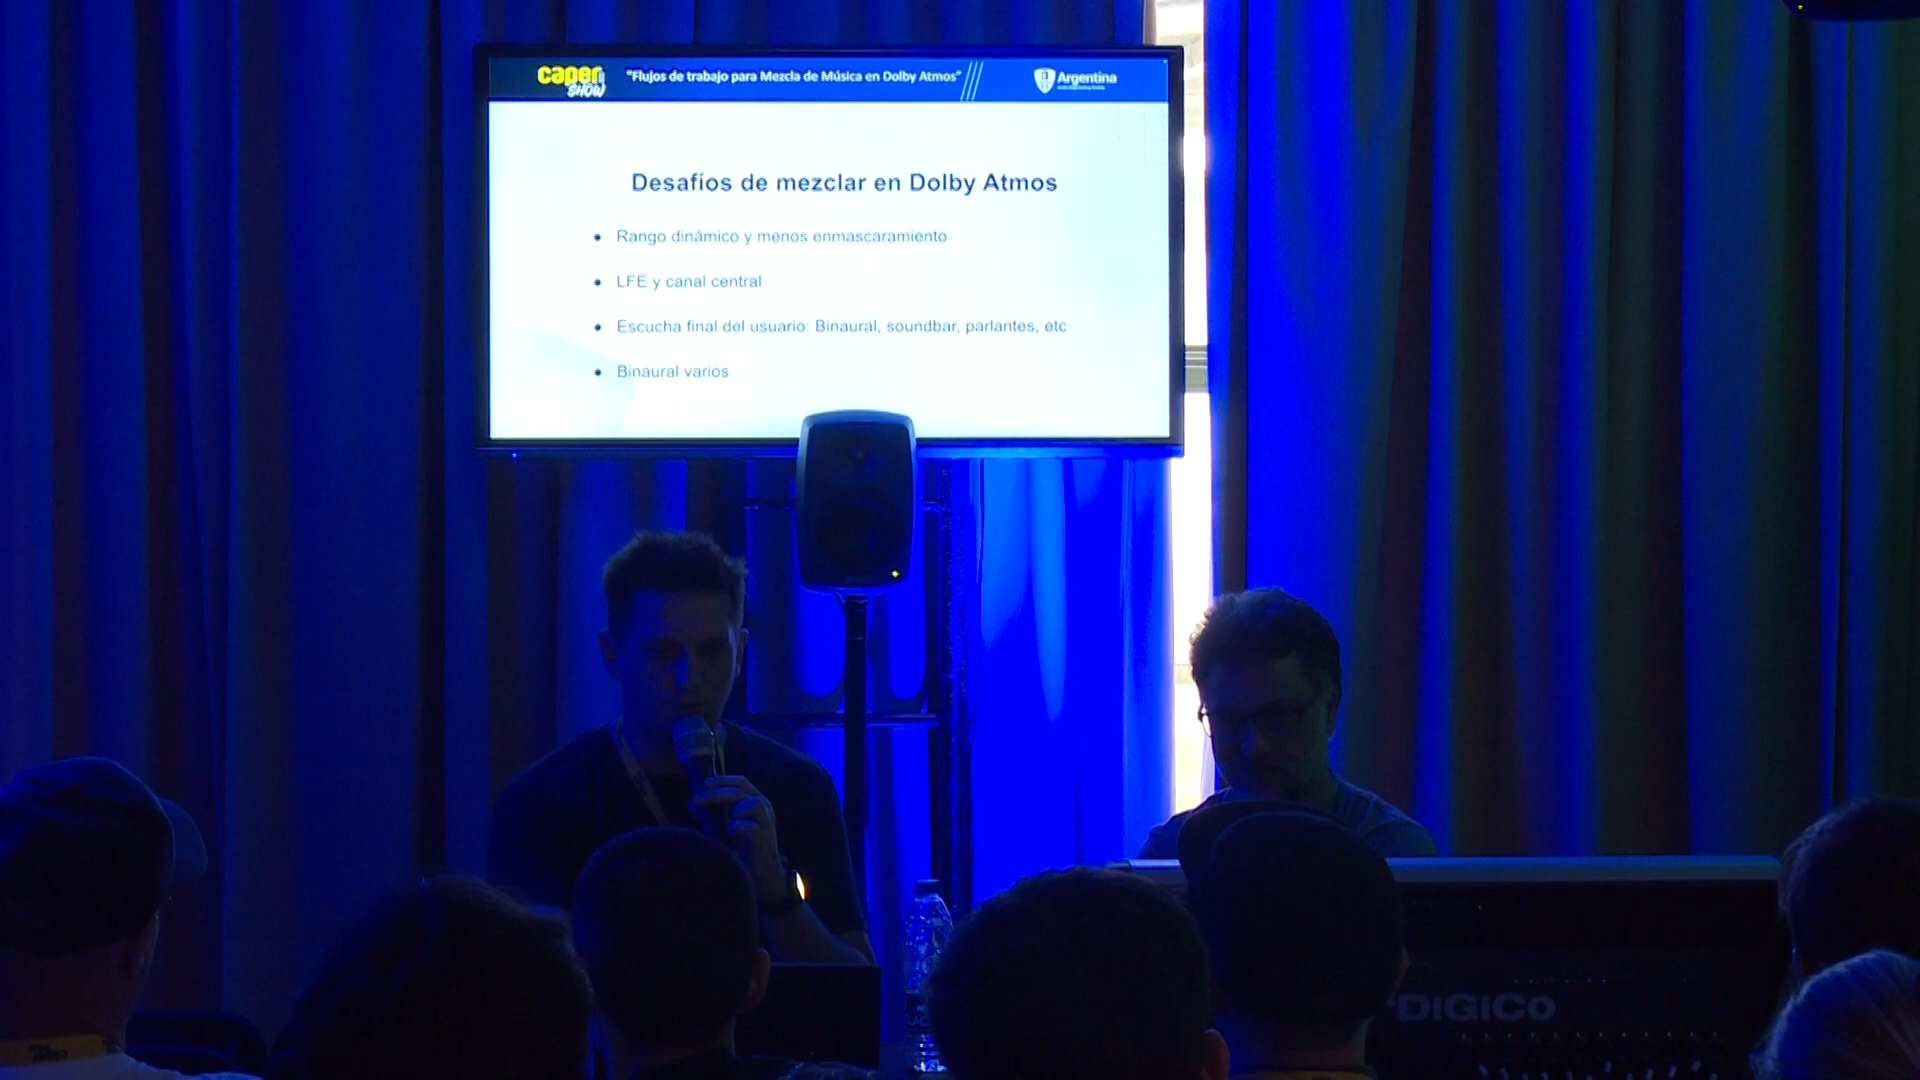 caper
SHOW
"Flujos de trabajo para Mezcla de Música en Dolby Atmos"
Argentina
Desafíos de mezclar en Dolby Atmos
Rango dinámico y menos enmascaramiento
LFE y canal central
Escucha final del usuario: Binaural, soundbar, parlantes, etc
Binaural varios
DiGiCo